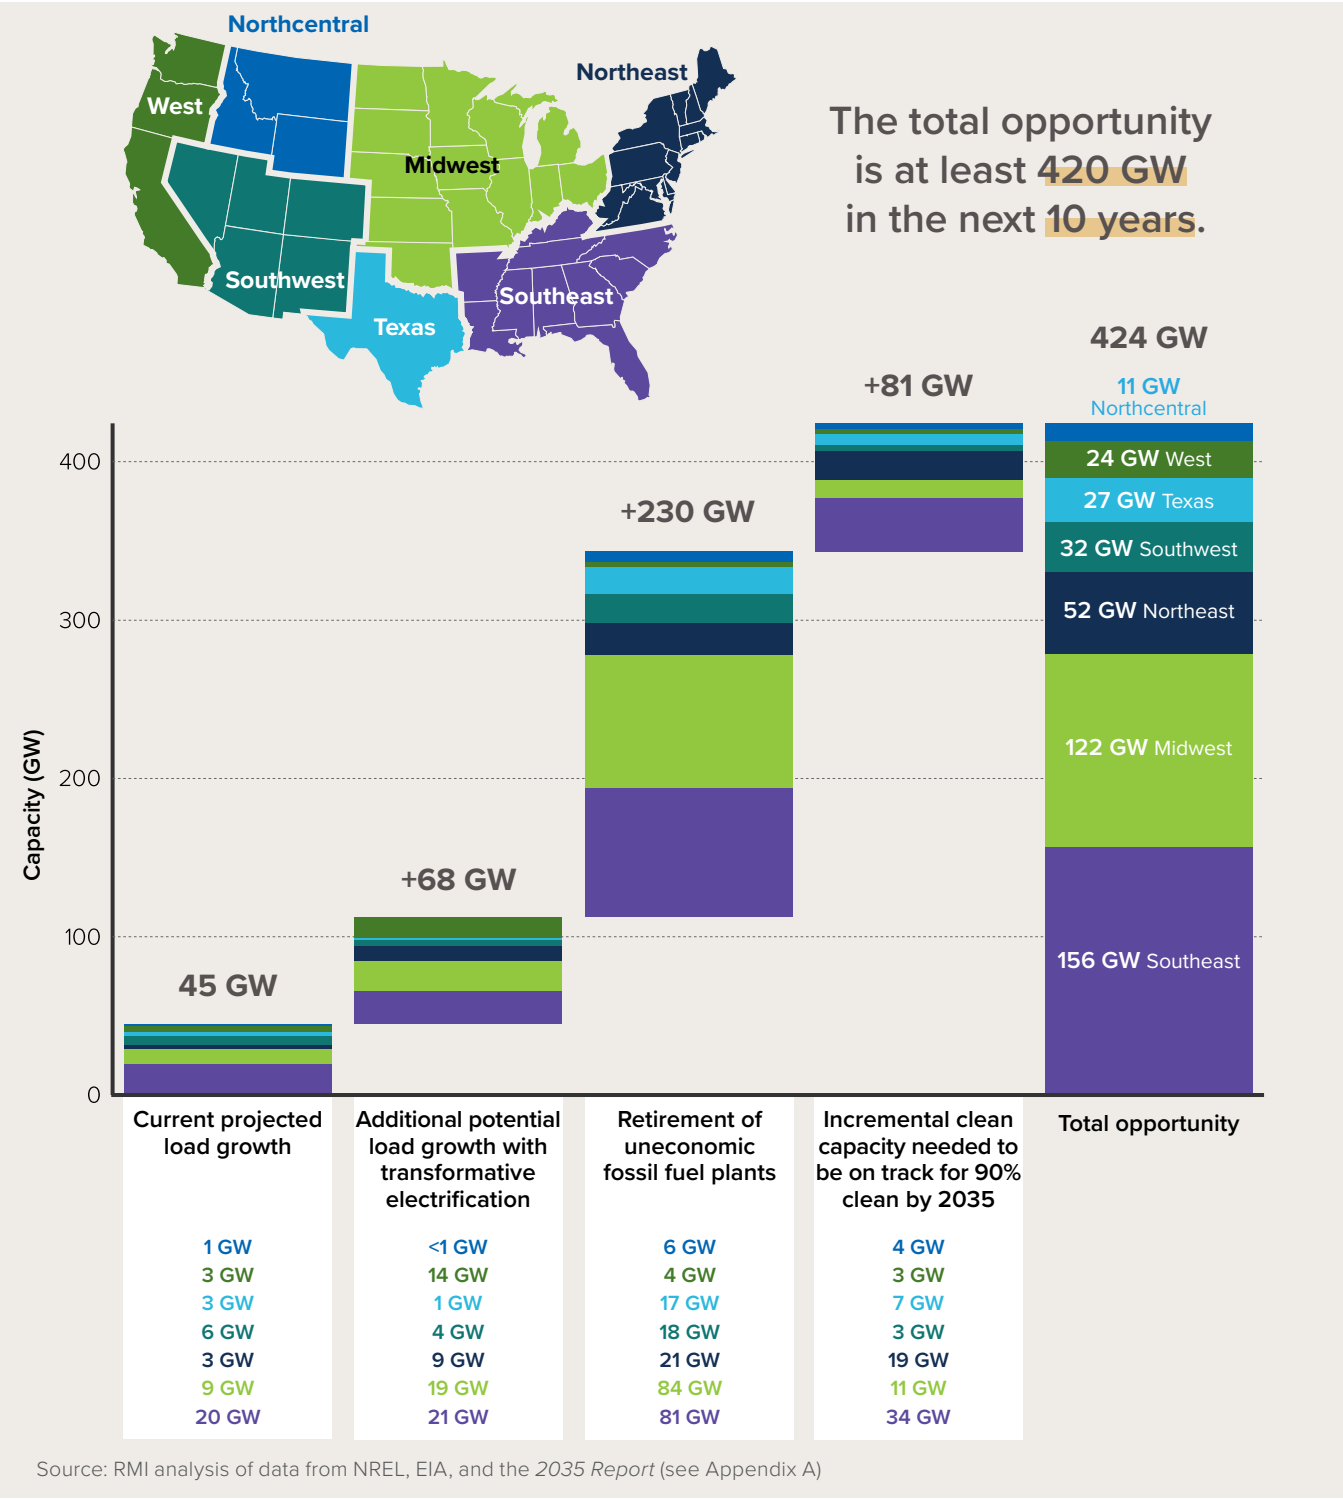 Northcentral
Northeast
West
Midwest
Southwest
Southeast
Texas
The total opportunity
is at least 420 GW
in the next 10 years.
424 GW
+81 GW
11 GW
Northcentral
400
24 GW West
+230 GW
27 GW Texas
32 GW Southwest
300
52 GW Northeast
Capacity (GW)
200
122 GW Midwest
+68 GW
100
156 GW Southeast
45 GW
0
Current projected
load growth
Additional potential
load growth with
transformative
electrification
Retirement of
uneconomic
fossil fuel plants
Incremental clean
capacity needed to
be on track for 90%
clean by 2035
Total opportunity
1 GW
3 GW
3 GW
6 GW
3 GW
9 GW
20 GW
<1 GW
14 GW
1 GW
4 GW
9 GW
19 GW
21 GW
6 GW
4 GW
17 GW
18 GW
21 GW
84 GW
81 GW
4 GW
3 GW
7 GW
3 GW
19 GW
11 GW
34 GW
Source: RMI analysis of data from NREL, EIA, and the 2035 Report (see Appendix A)